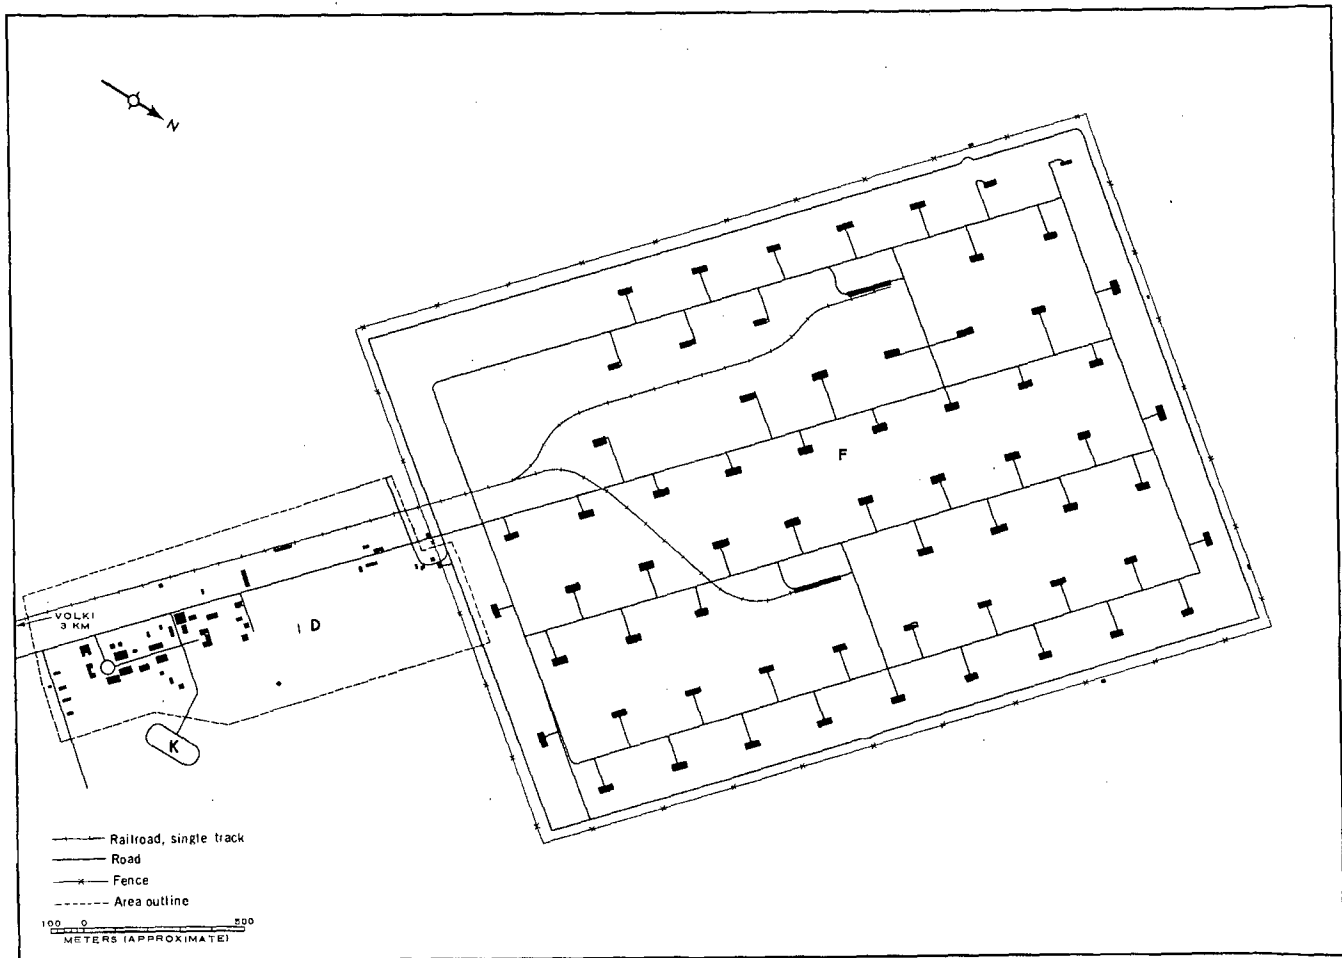 N
F
VOLKI
3 KM
D
K
Railroad, single track
Road
Fence
Area outline
100 0 500
METERS (APPROXIMATE)